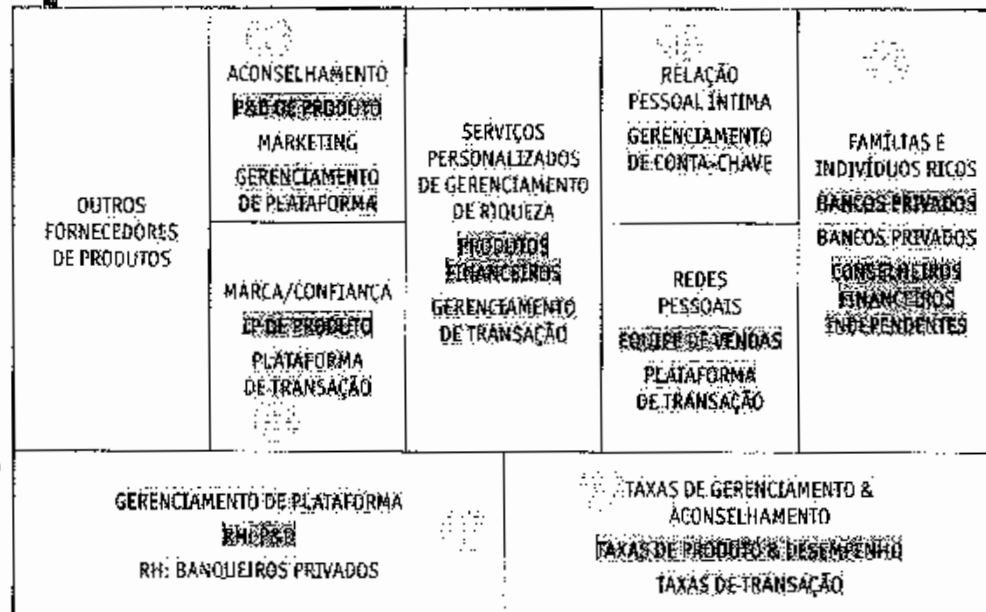 OUTROS
FORNECEDORES
DE PRODUTOS
ACONSELHAMENTO
P&D DE PRODUTO
MARKETING
GERENCIAMENTO
DE PLATAFORMA
MARCA/CONFIANÇA
IP DE PRODUTO
PLATAFORMA
DE TRANSAÇÃO
SERVIÇOS
PERSONALIZADOS
DE GERENCIAMENTO
DE RIQUEZA
PRODUTOS
FINANCEIROS
GERENCIAMENTO
DE TRANSAÇÃO
RELAÇÃO
PESSOAL ÍNTIMA
GERENCIAMENTO
DE CONTA-CHAVE
REDES
PESSOAIS
EQUIPE DE VENDAS
PLATAFORMA
DE TRANSAÇÃO
FAMÍLIAS E
INDIVÍDUOS RICOS
BANCOS PRIVADOS
BANCOS PRIVADOS
CONSELHEIROS
FINANCEIROS
INDEPENDENTES
GERENCIAMENTO DE PLATAFORMA
RH: P&D
RH: BANQUEIROS PRIVADOS
TAXAS DE GERENCIAMENTO &
ACONSELHAMENTO
TAXAS DE PRODUTO & DESEMPENHO
TAXAS DE TRANSAÇÃO